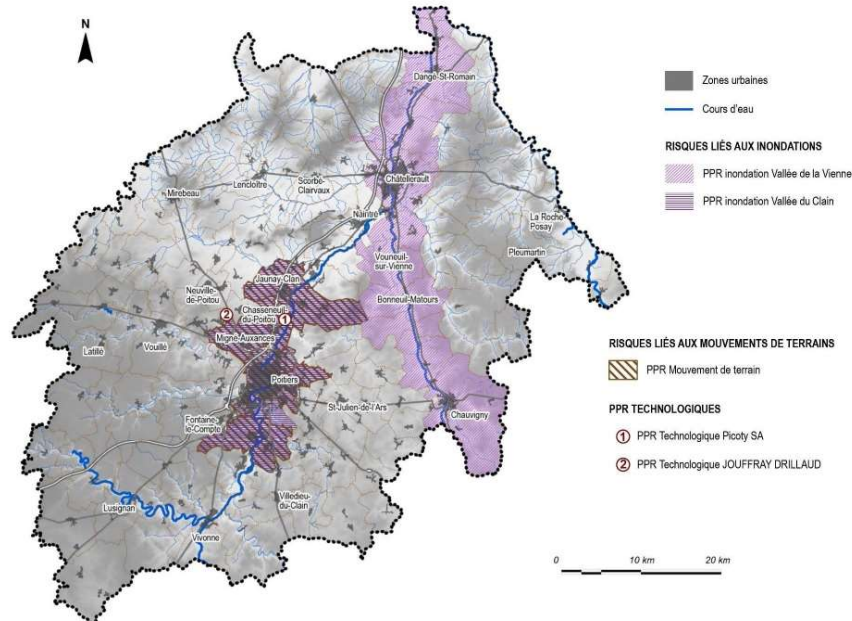 N
Dangé-St-Romain
Châtellerault
Scorbé-
Clairvaux
Lencloître
Mirebeau
Naintré
La Roche-
Posay
Pleumartin
Vouneuil-
sur-Vienne
Jaunay-Clan
Neuville-
de-Poitou
Bonneuil-Matours
2
Chasseneuil-
du-Poitou
1
Migné-Auxances
Vouillé
Latillé
Poitiers
St-Julien-de-l'Ars
Chauvigny
Fontaine-
le-Compte
Villedieu-
du-Clain
Lusignan
Vivonne
Zones urbaines
Cours d'eau
RISQUES LIÉS AUX INONDATIONS
PPR inondation Vallée de la Vienne
PPR inondation Vallée du Clain
RISQUES LIÉS AUX MOUVEMENTS DE TERRAINS
PPR Mouvement de terrain
PPR TECHNOLOGIQUES
1 PPR Technologique Picoty SA
2 PPR Technologique JOUFFRAY DRILLAUD
0 10 km 20 km